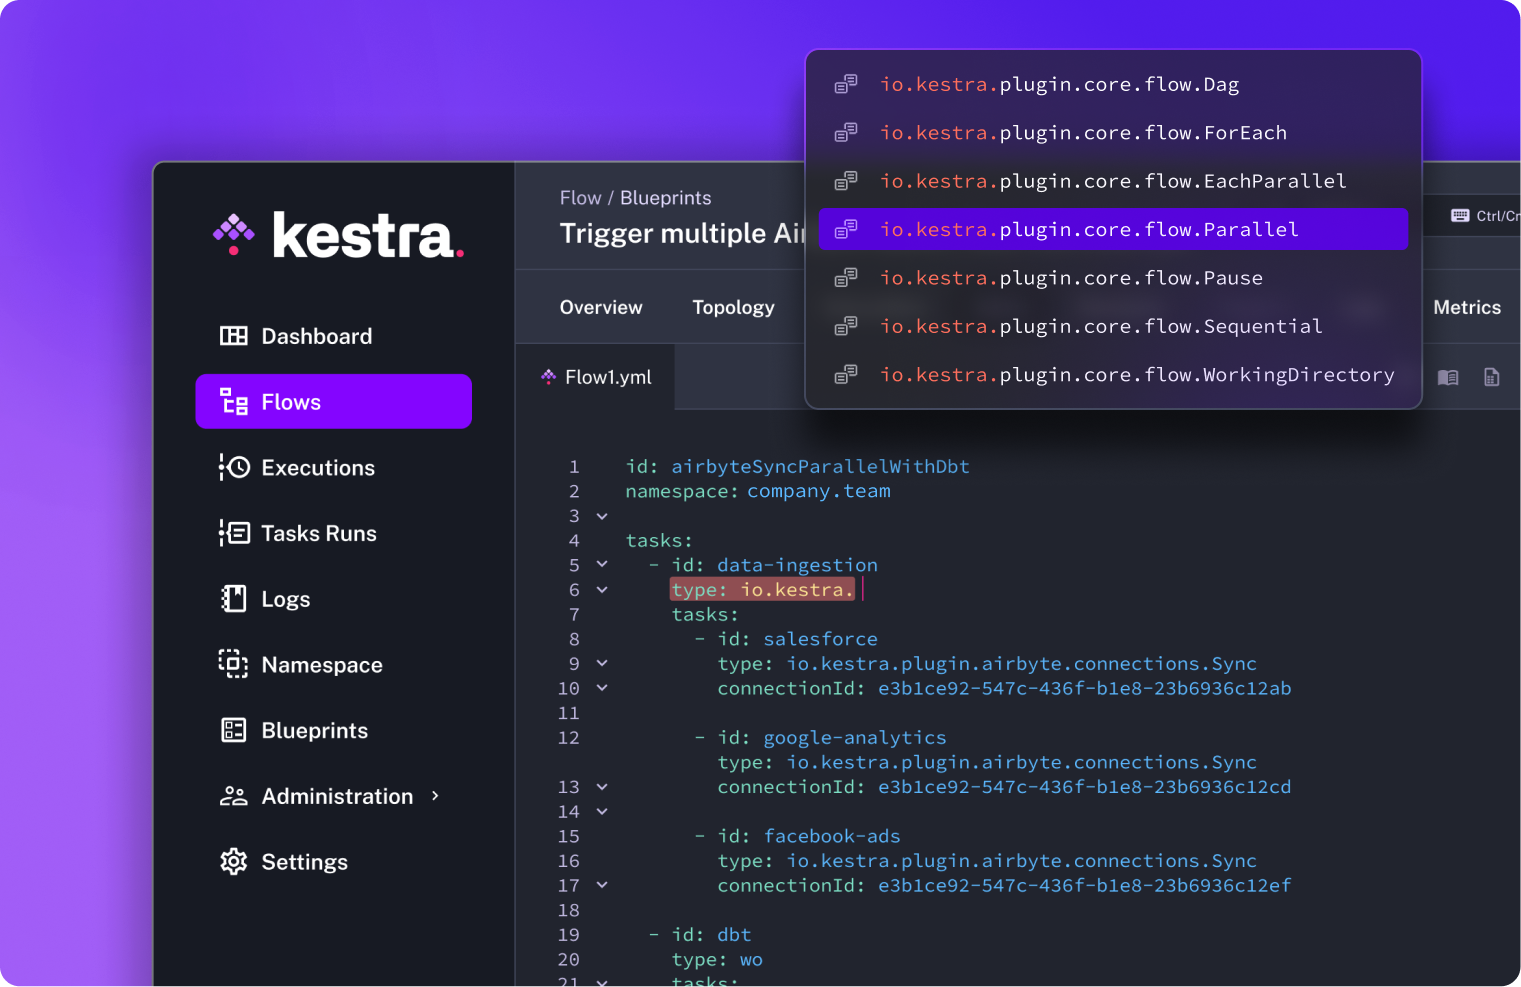 io.kestra.plugin.core.flow.Dag
io.kestra.plugin.core.flow.ForEach
io.kestra.plugin.core.flow.EachParallel
io.kestra.plugin.core.flow.Parallel
io.kestra.plugin.core.flow.Pause
io.kestra.plugin.core.flow.Sequential
io.kestra.plugin.core.flow.WorkingDirectory
kestra.
Dashboard
Flows
Executions
Tasks Runs
Logs
Namespace
Blueprints
Administration
Settings
Flow / Blueprints
Trigger multiple
Ctrl/
Overview
Topology
Metrics
Flow1.yml
1 id: airbyteSyncParallelWithDbt
2 namespace: company.team
3
4 tasks:
5 - id: data-ingestion
6 type: io.kestra.
7 tasks:
8 - id: salesforce
9 type: io.kestra.plugin.airbyte.connections.Sync
10 connectionId: e3b1ce92-547c-436f-b1e8-23b6936c12ab
11
12 - id: google-analytics
type: io.kestra.plugin.airbyte.connections.Sync
13 connectionId: e3b1ce92-547c-436f-b1e8-23b6936c12cd
14
15 - id: facebook-ads
16 type: io.kestra.plugin.airbyte.connections.Sync
17 connectionId: e3b1ce92-547c-436f-b1e8-23b6936c12ef
18
19 - id: dbt
20 type: wo
21 tasks: